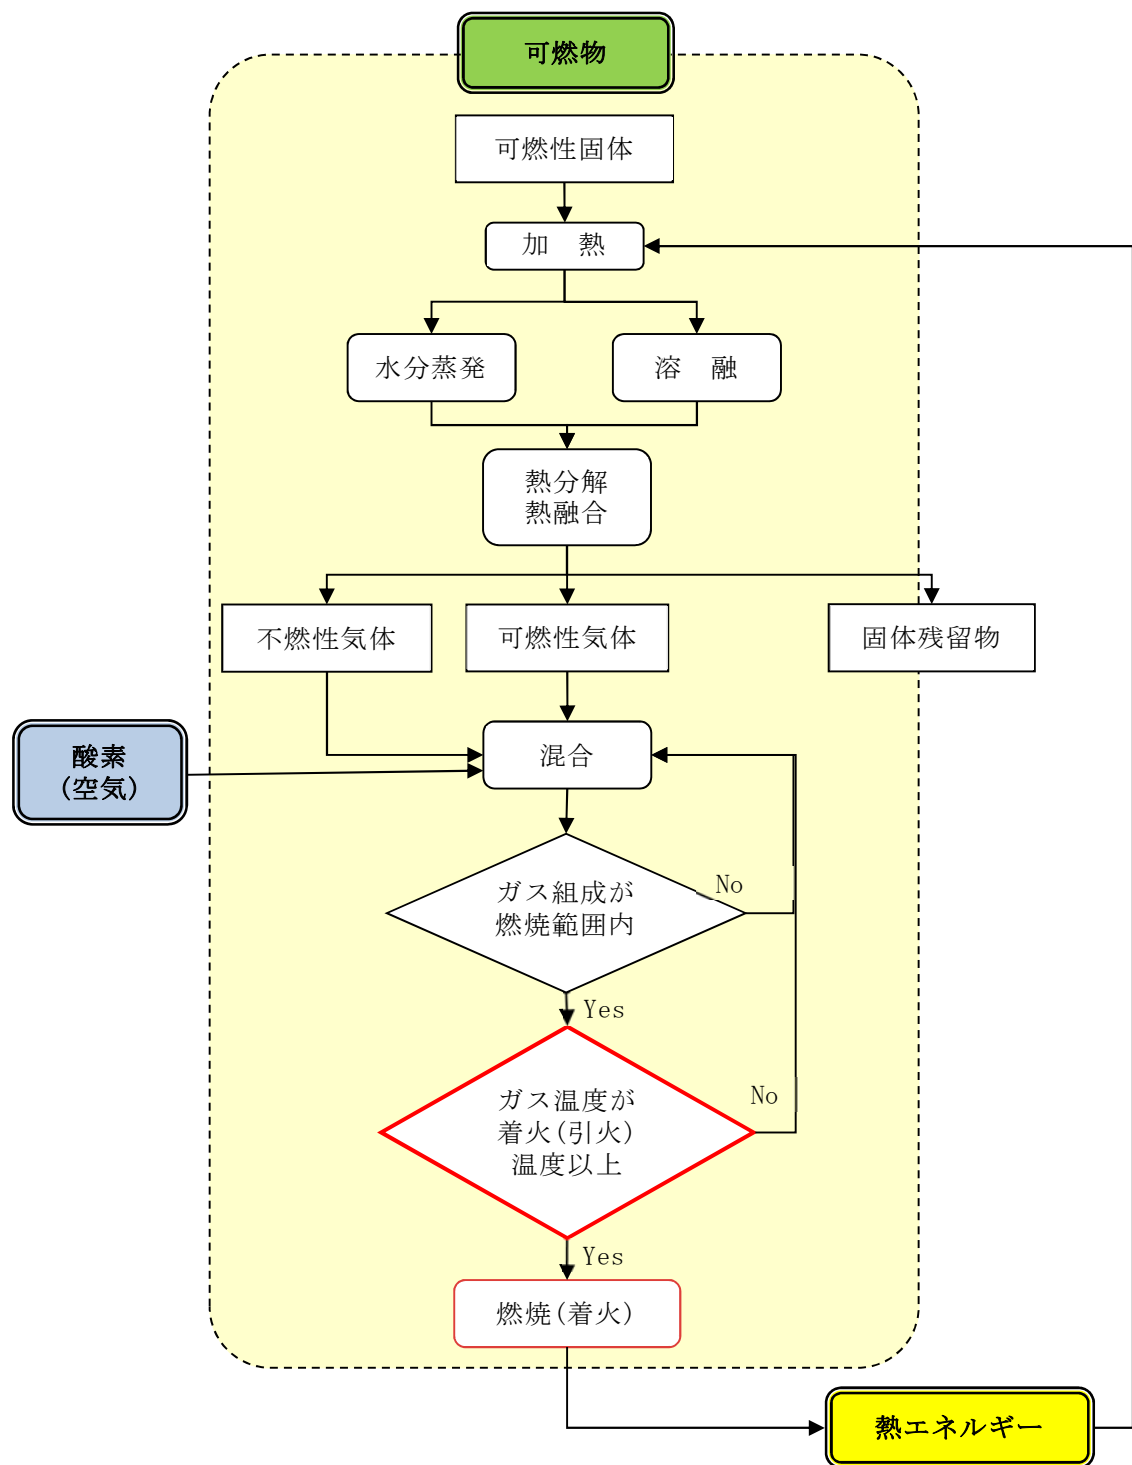 可燃物
可燃性固体
加　熱
水分蒸発
溶　融
熱分解
熱融合
不燃性気体
可燃性気体
固体残留物
酸素
(空気)
混合
ガス組成が
燃焼範囲内
No
Yes
ガス温度が
着火(引火)
温度以上
No
Yes
燃焼(着火)
熱エネルギー